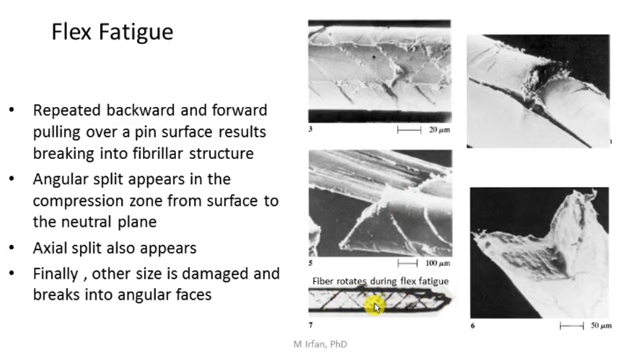 Flex Fatigue
• Repeated backward and forward
pulling over a pin surface results
breaking into fibrillar structure
• Angular split appears in the
compression zone from surface to
the neutral plane
• Axial split also appears
• Finally , other size is damaged and
breaks into angular faces
3
20 µm
5
100 µm
Fiber rotates during flex fatigue
7
6
50 µm
M Irfan, PhD